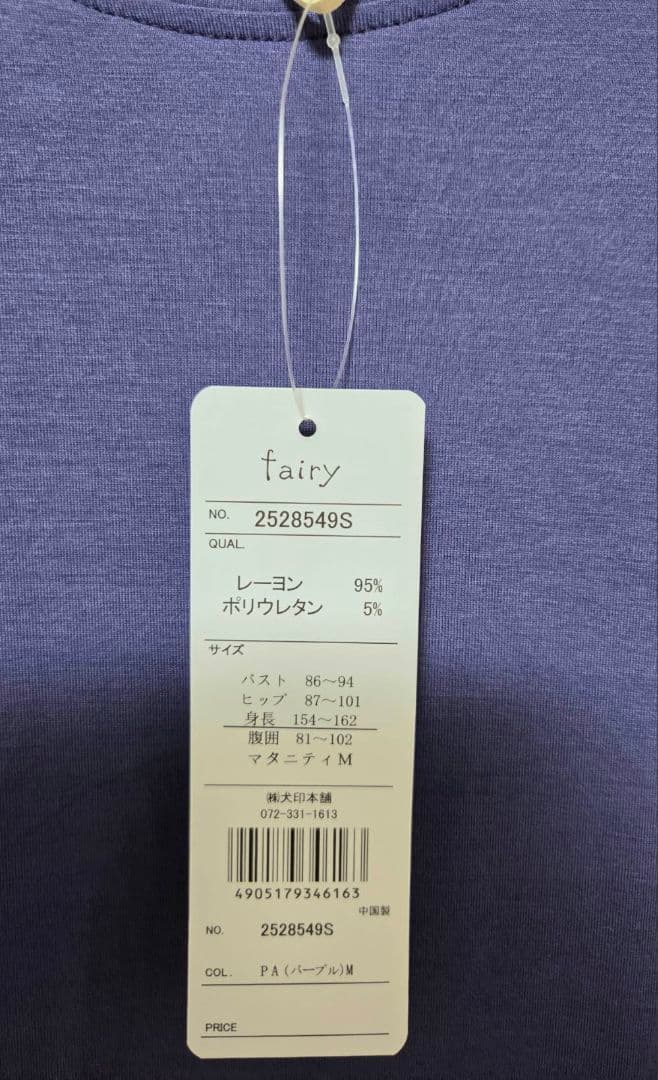 fairy
NO. 2528549S
QUAL.
レーヨン 95%
ポリウレタン 5%
サイズ
バスト 86～94
ヒップ 87～101
身長 154～162
腹囲 81～102
マタニティM
㈱犬印本舗
072-331-1613
4905179346163
中国製
NO. 2528549S
COL. PA(パープル)M
PRICE